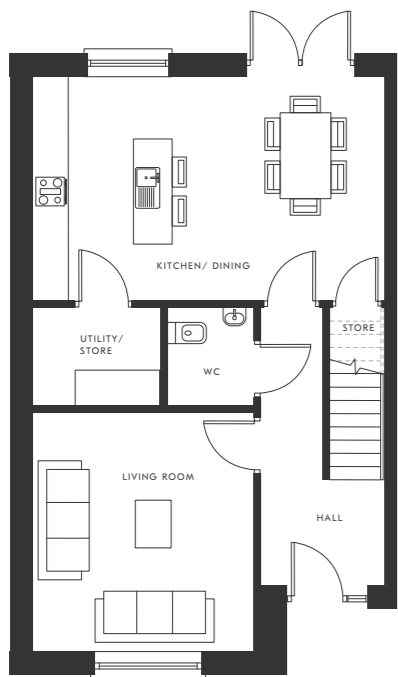 KITCHEN/ DINING
STORE
UTILITY/
STORE
WC
LIVING ROOM
HALL